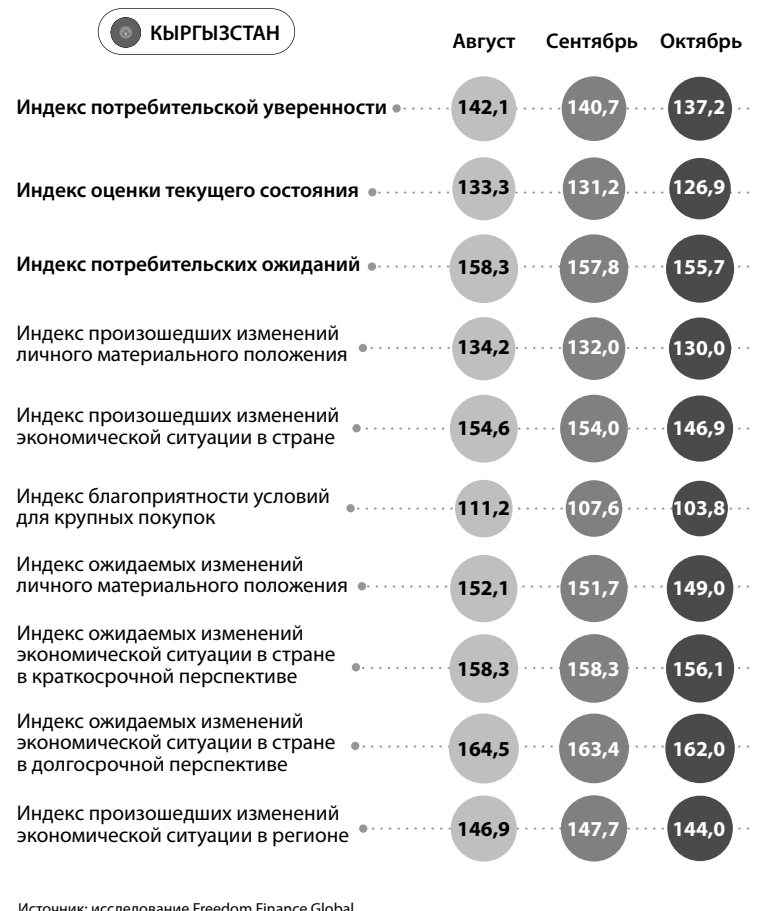 КЫРГЫЗСТАН
Август Сентябрь Октябрь
Индекс потребительской уверенности 142,1 140,7 137,2
Индекс оценки текущего состояния 133,3 131,2 126,9
Индекс потребительских ожиданий 158,3 157,8 155,7
Индекс произошедших изменений
личного материального положения 134,2 132,0 130,0
Индекс произошедших изменений
экономической ситуации в стране 154,6 154,0 146,9
Индекс благоприятности условий
для крупных покупок 111,2 107,6 103,8
Индекс ожидаемых изменений
личного материального положения 152,1 151,7 149,0
Индекс ожидаемых изменений
экономической ситуации в стране
в краткосрочной перспективе 158,3 158,3 156,1
Индекс ожидаемых изменений
экономической ситуации в стране
в долгосрочной перспективе 164,5 163,4 162,0
Индекс произошедших изменений
экономической ситуации в регионе 146,9 147,7 144,0
Источник: исследование Freedom Finance Global